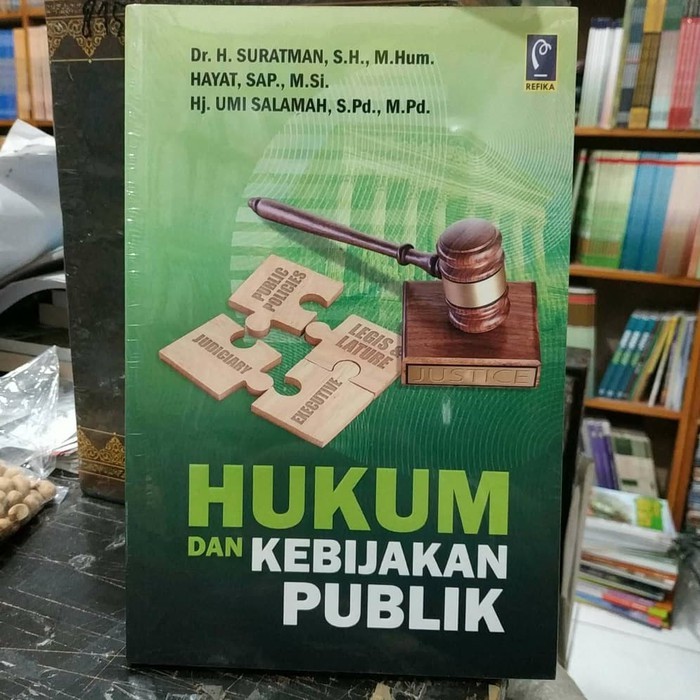 Dr. H. SURATMAN, S.H., M.Hum.
HAYAT, SAP., M.Si.
Hj. UMI SALAMAH, S.Pd., M.Pd.
REFIKA
PUBLIC
POLICIES
JUDICIARY
LEGIS
LATURE
EXECUTIVE
JUSTICE
HUKUM
DAN KEBIJAKAN
PUBLIK